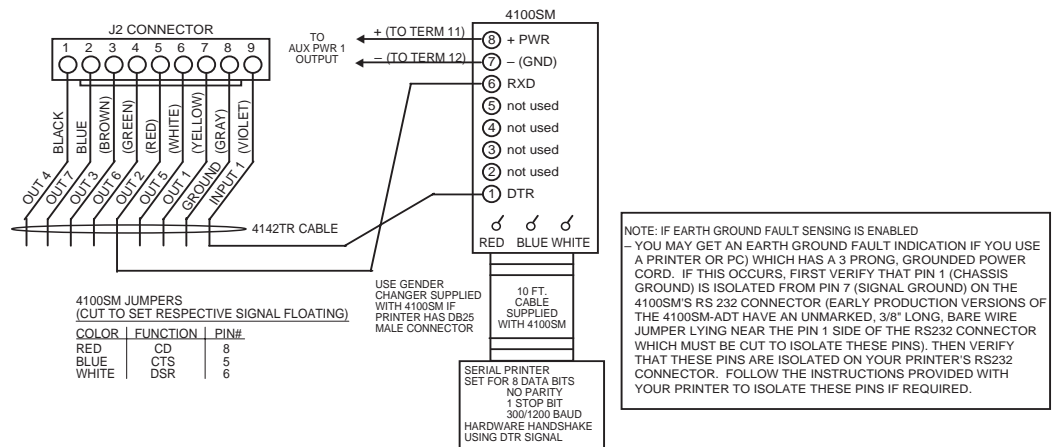 4100SM
J2 CONNECTOR
1 2 3 4 5 6 7 8 9
BLACK
BLUE
(BROWN)
(GREEN)
(RED)
(WHITE)
(YELLOW)
(GRAY)
(VIOLET)
OUT 4
OUT 7
OUT 3
OUT 6
OUT 2
OUT 5
OUT 1
GROUND
INPUT 1
4142TR CABLE
TO
AUX PWR 1
OUTPUT
+ (TO TERM 11)
– (TO TERM 12)
8 + PWR
7 – (GND)
6 RXD
5 not used
4 not used
3 not used
2 not used
1 DTR
RED BLUE WHITE
4100SM JUMPERS
(CUT TO SET RESPECTIVE SIGNAL FLOATING)
COLOR FUNCTION PIN#
RED CD 8
BLUE CTS 5
WHITE DSR 6
USE GENDER
CHANGER SUPPLIED
WITH 4100SM IF
PRINTER HAS DB25
MALE CONNECTOR
10 FT.
CABLE
SUPPLIED
WITH 4100SM
SERIAL PRINTER
SET FOR 8 DATA BITS
NO PARITY
1 STOP BIT
300/1200 BAUD
HARDWARE HANDSHAKE
USING DTR SIGNAL
NOTE: IF EARTH GROUND FAULT SENSING IS ENABLED
– YOU MAY GET AN EARTH GROUND FAULT INDICATION IF YOU USE
A PRINTER OR PC) WHICH HAS A 3 PRONG, GROUNDED POWER
CORD. IF THIS OCCURS, FIRST VERIFY THAT PIN 1 (CHASSIS
GROUND) IS ISOLATED FROM PIN 7 (SIGNAL GROUND) ON THE
4100SM'S RS 232 CONNECTOR (EARLY PRODUCTION VERSIONS OF
THE 4100SM-ADT HAVE AN UNMARKED, 3/8" LONG, BARE WIRE
JUMPER LYING NEAR THE PIN 1 SIDE OF THE RS232 CONNECTOR
WHICH MUST BE CUT TO ISOLATE THESE PINS). THEN VERIFY
THAT THESE PINS ARE ISOLATED ON YOUR PRINTER'S RS232
CONNECTOR. FOLLOW THE INSTRUCTIONS PROVIDED WITH
YOUR PRINTER TO ISOLATE THESE PINS IF REQUIRED.